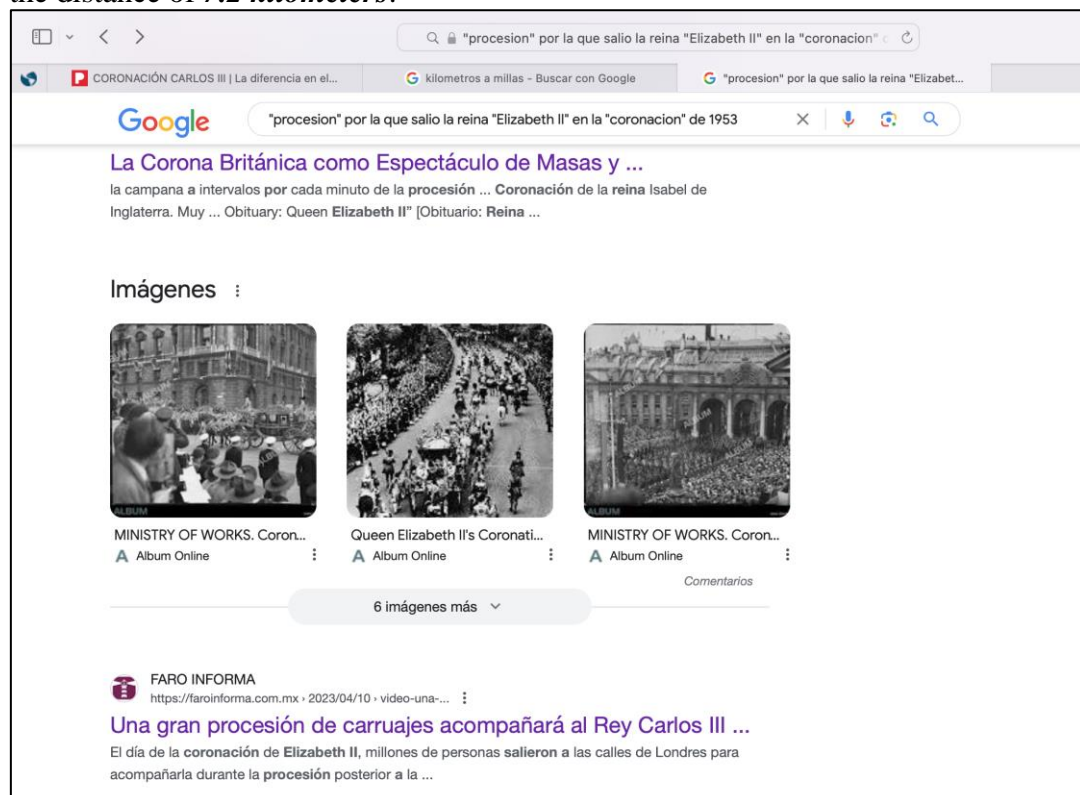 the distance of 7.2 kilometers.
"procesion" por la que salio la reina "Elizabeth II" en la "coronacion"
CORONACIÓN CARLOS III | La diferencia en el...
kilometros a millas - Buscar con Google
"procesion" por la que salio la reina "Elizabet...
Google
"procesion" por la que salio la reina "Elizabeth II" en la "coronacion" de 1953
La Corona Británica como Espectáculo de Masas y ...
la campana a intervalos por cada minuto de la procesión ... Coronación de la reina Isabel de
Inglaterra. Muy ... Obituary: Queen Elizabeth II" [Obituario: Reina ...
Imágenes
ALBUM
ALBUM
MINISTRY OF WORKS. Coron...
Album Online
Queen Elizabeth II's Coronati...
Album Online
MINISTRY OF WORKS. Coron...
Album Online
Comentarios
6 imágenes más
FARO INFORMA
https://faroinforma.com.mx › 2023/04/10 › video-una-...
Una gran procesión de carruajes acompañará al Rey Carlos III ...
El día de la coronación de Elizabeth II, millones de personas salieron a las calles de Londres para
acompañarla durante la procesión posterior a la ...